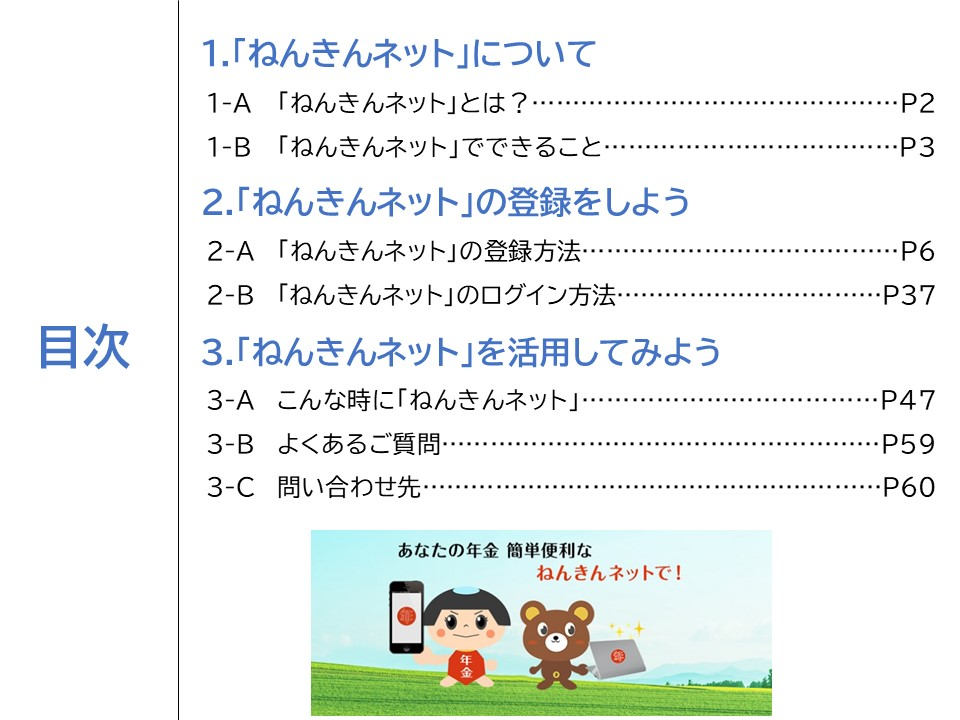 目次
1.「ねんきんネット」について
1-A 「ねんきんネット」とは？…………………………………………P2
1-B 「ねんきんネット」でできること…………………………………P3
2.「ねんきんネット」の登録をしよう
2-A 「ねんきんネット」の登録方法……………………………………P6
2-B 「ねんきんネット」のログイン方法………………………………P37
3.「ねんきんネット」を活用してみよう
3-A こんな時に「ねんきんネット」…………………………………P47
3-B よくあるご質問…………………………………………………P59
3-C 問い合わせ先……………………………………………………P60
あなたの年金 簡単便利な
ねんきんネットで！
年金